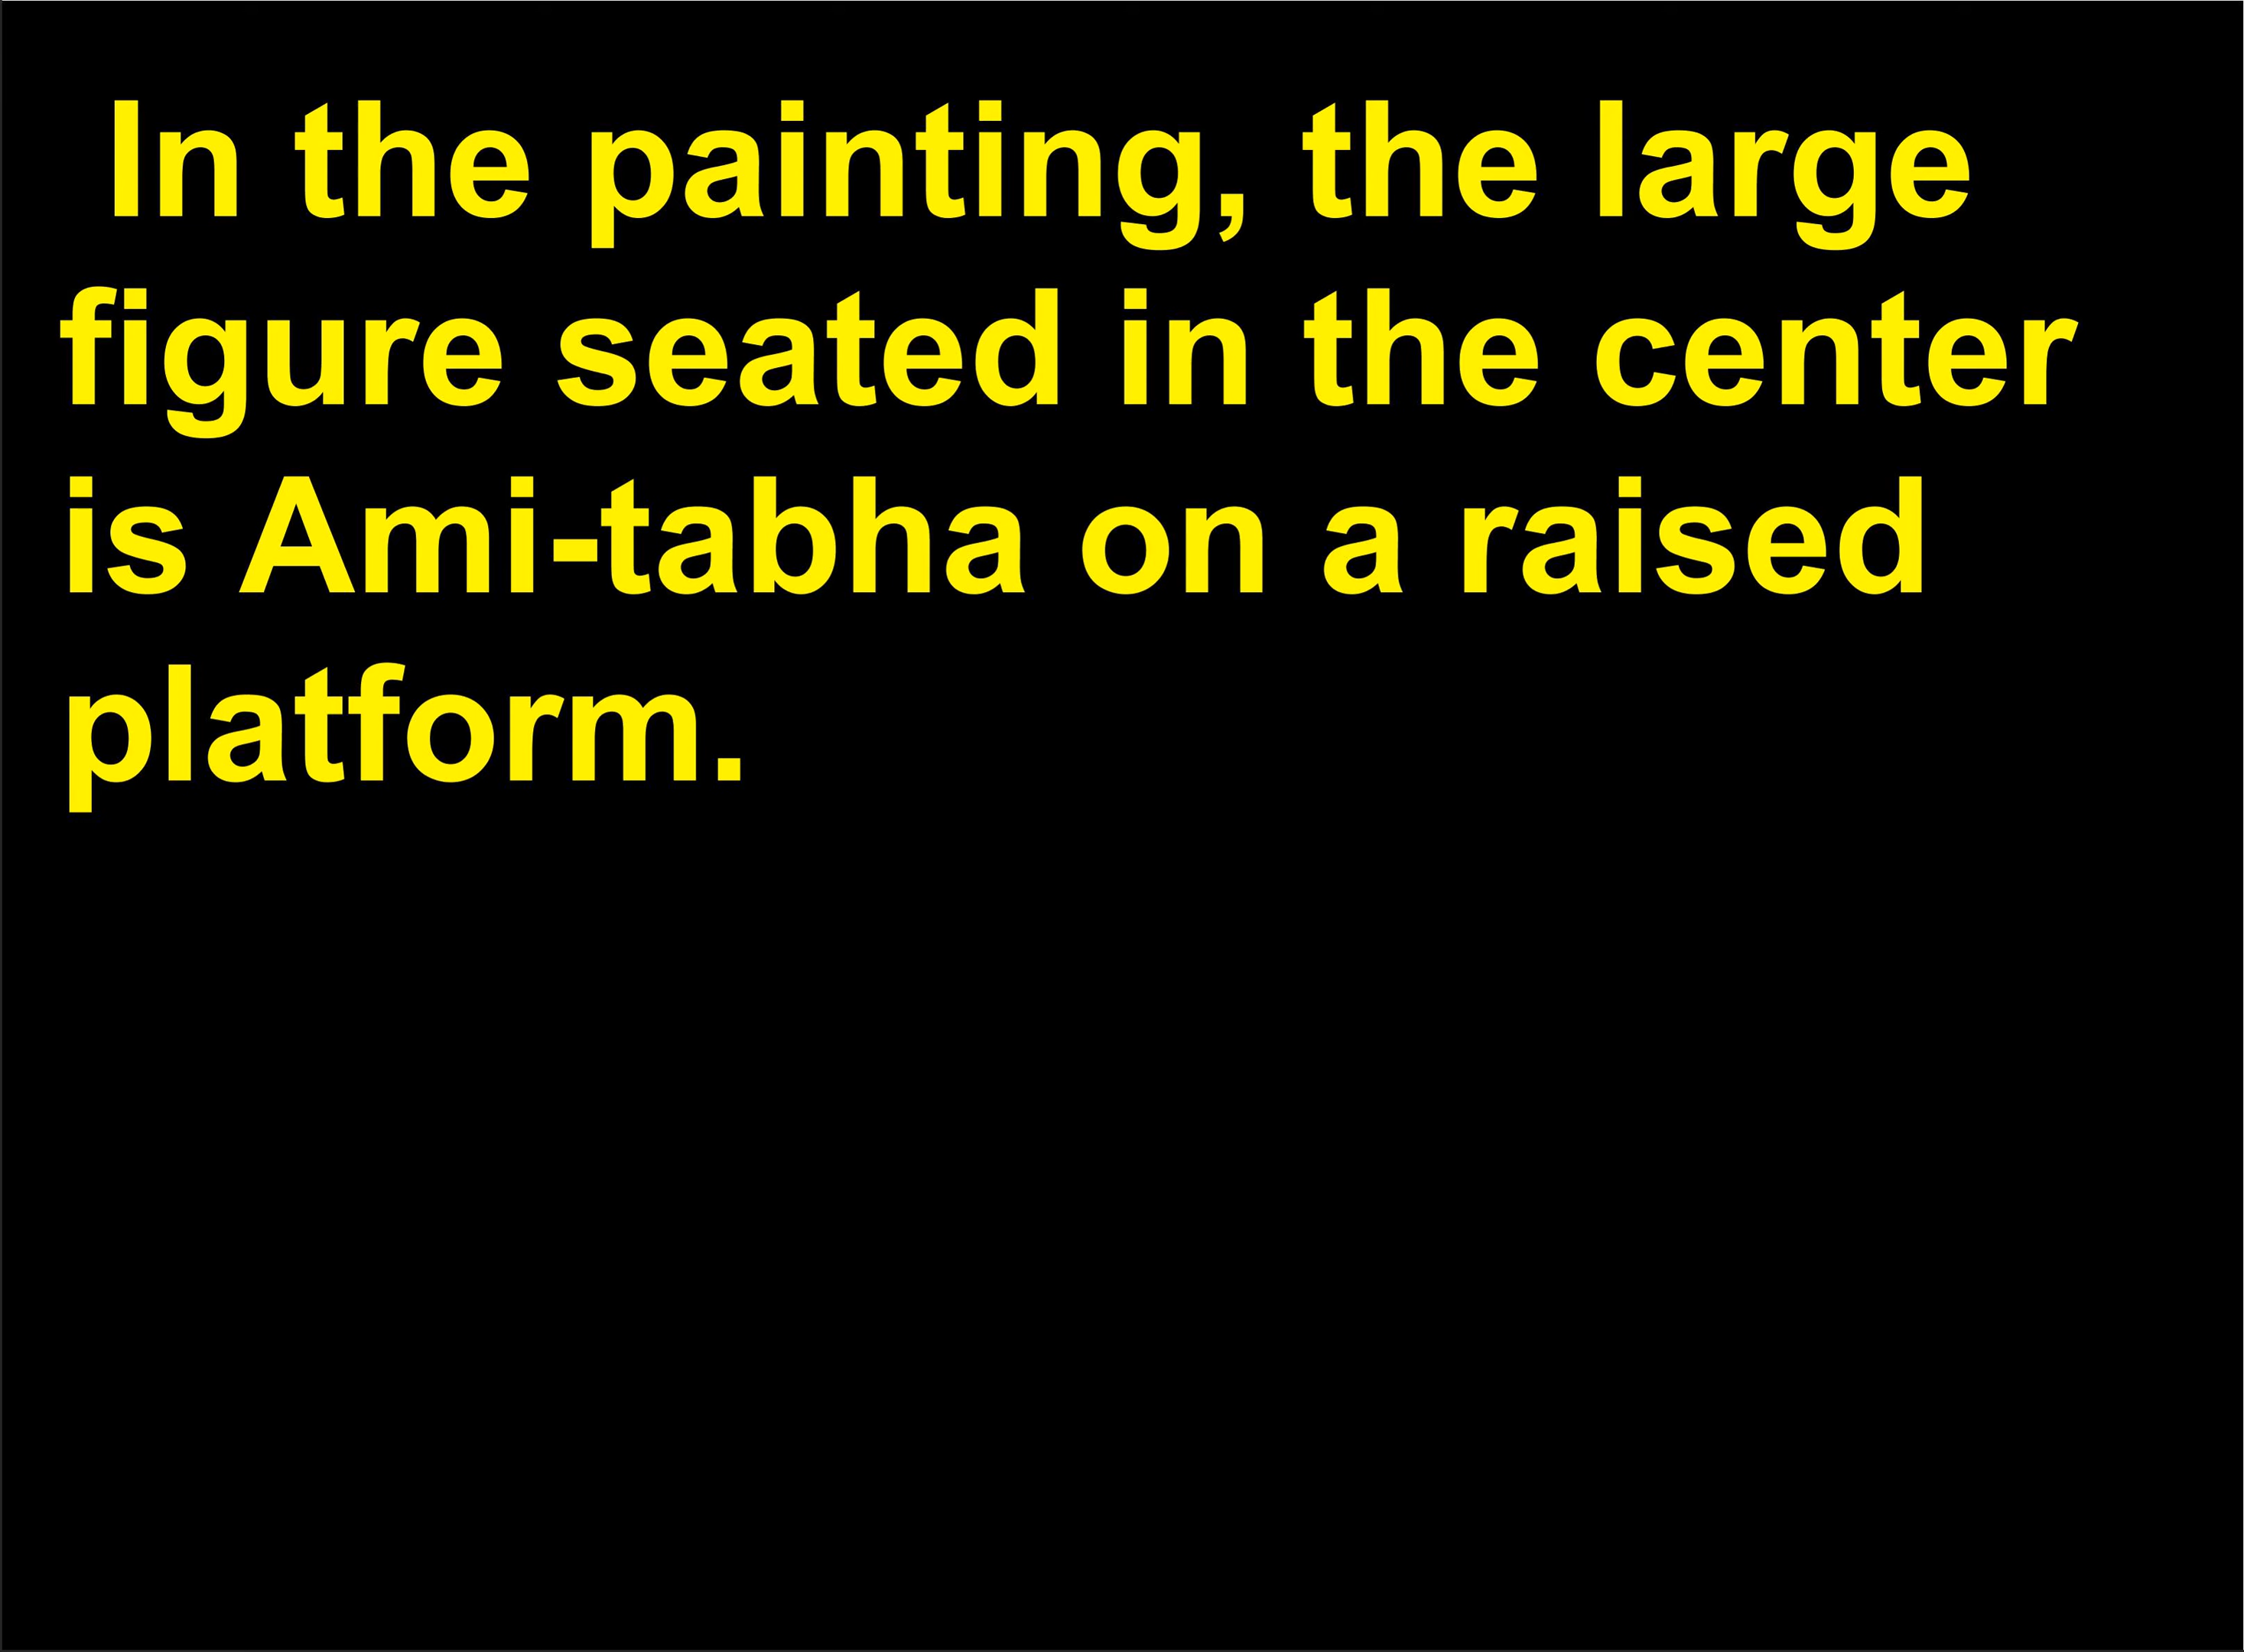 In the painting, the large
figure seated in the center
is Ami-tabha on a raised
platform.